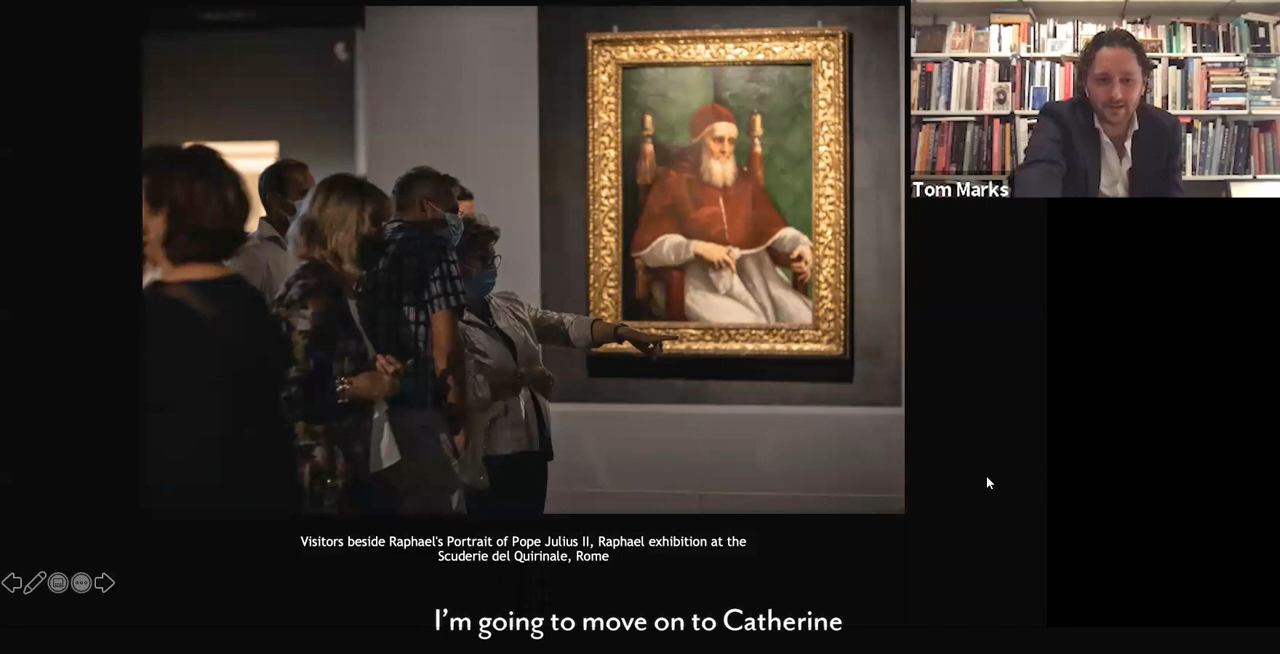 Tom Marks
Visitors beside Raphael's Portrait of Pope Julius II, Raphael exhibition at the
Scuderie del Quirinale, Rome
I'm going to move on to Catherine